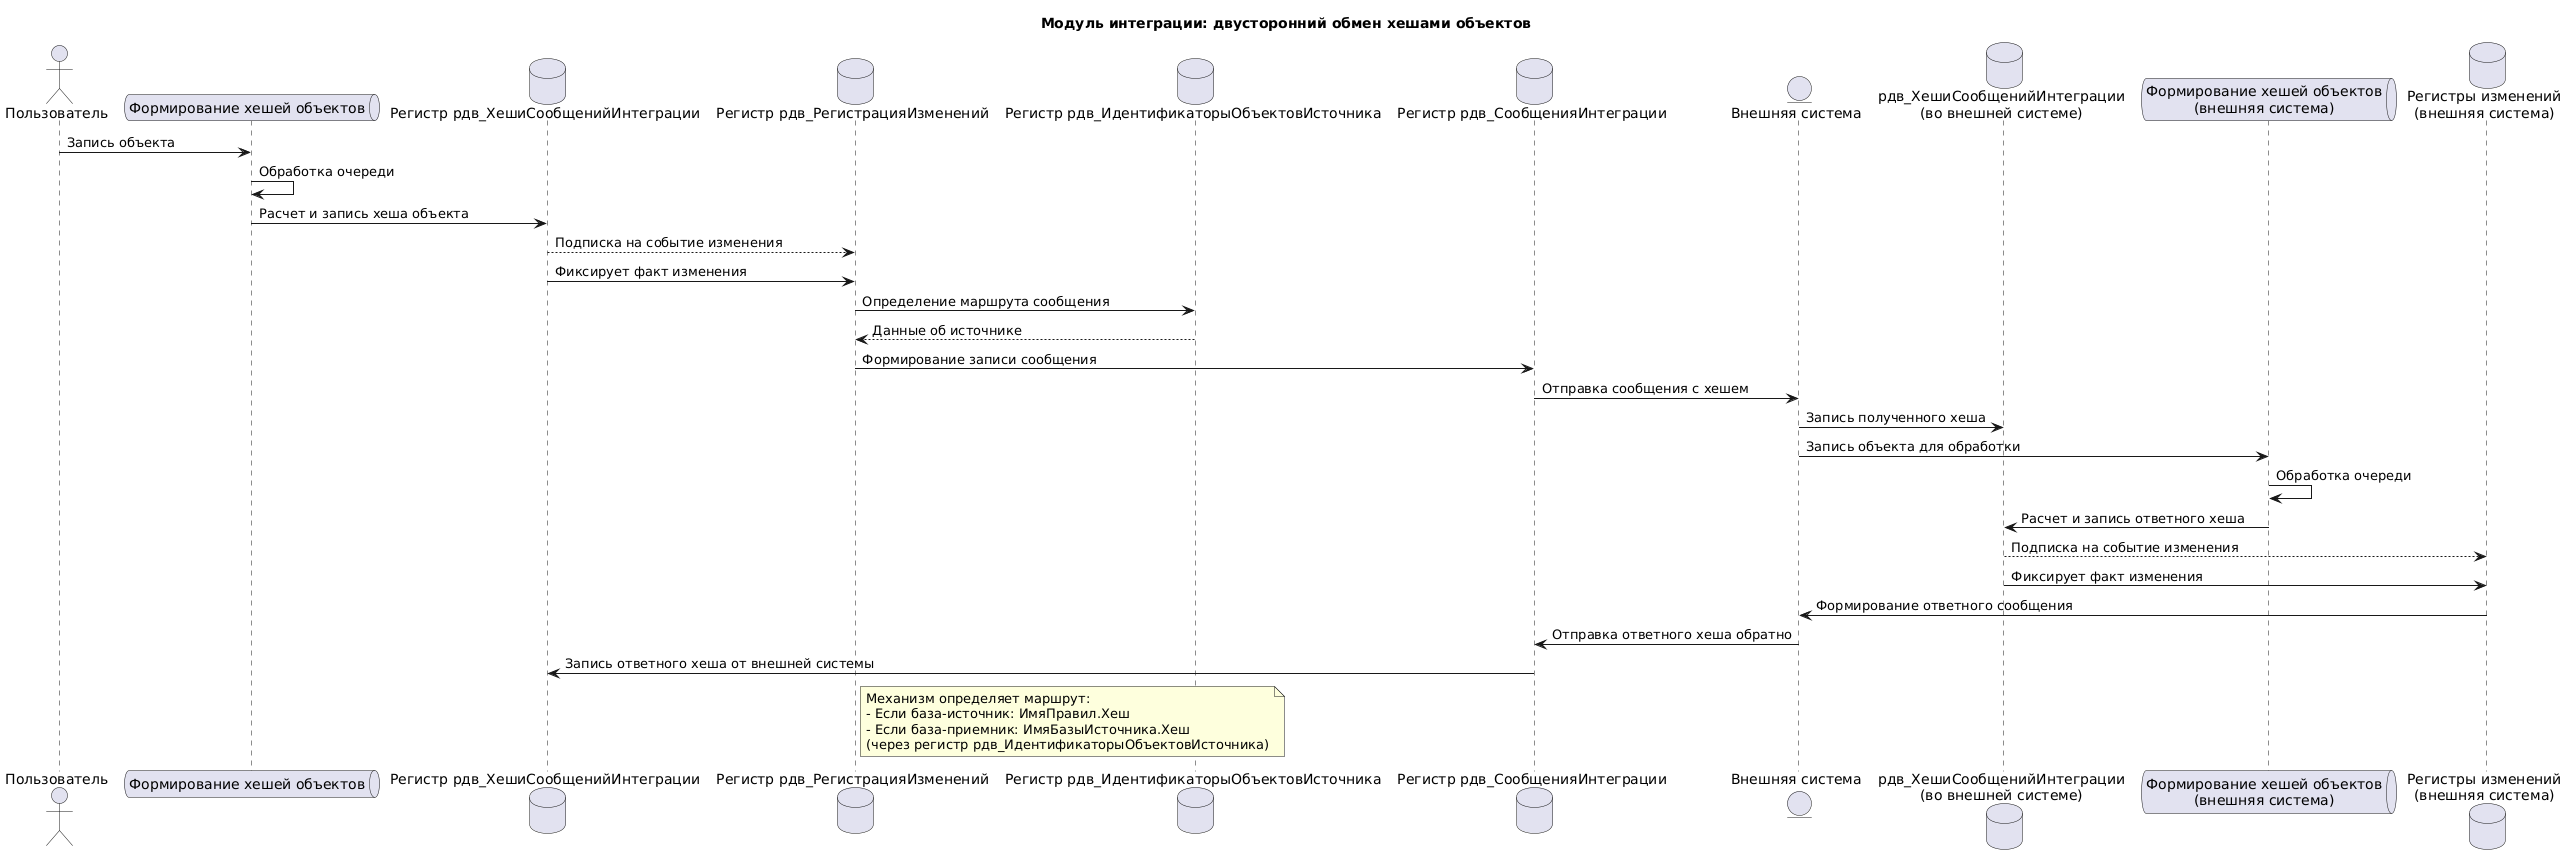 Модуль интеграции: двусторонний обмен хешами объектов
Пользователь
Формирование хешей объектов
Регистр рдв_ХешиСообщенийИнтеграции
Регистр рдв_РегистрацияИзменений
Регистр рдв_ИдентификаторыОбъектовИсточника
Регистр рдв_СообщенияИнтеграции
Внешняя система
рдв_ХешиСообщенийИнтеграции
(во внешней системе)
Формирование хешей объектов
(внешняя система)
Регистры изменений
(внешняя система)
Запись объекта
Обработка очереди
Расчет и запись хеша объекта
Подписка на событие изменения
Фиксирует факт изменения
Определение маршрута сообщения
Данные об источнике
Формирование записи сообщения
Отправка сообщения с хешем
Запись полученного хеша
Запись объекта для обработки
Обработка очереди
Расчет и запись ответного хеша
Подписка на событие изменения
Фиксирует факт изменения
Формирование ответного сообщения
Отправка ответного хеша обратно
Запись ответного хеша от внешней системы
Механизм определяет маршрут:
- Если база-источник: ИмяПравил.Хеш
- Если база-приемник: ИмяБазыИсточника.Хеш
(через регистр рдв_ИдентификаторыОбъектовИсточника)
Пользователь
Формирование хешей объектов
Регистр рдв_ХешиСообщенийИнтеграции
Регистр рдв_РегистрацияИзменений
Регистр рдв_ИдентификаторыОбъектовИсточника
Регистр рдв_СообщенияИнтеграции
Внешняя система
рдв_ХешиСообщенийИнтеграции
(во внешней системе)
Формирование хешей объектов
(внешняя система)
Регистры изменений
(внешняя система)